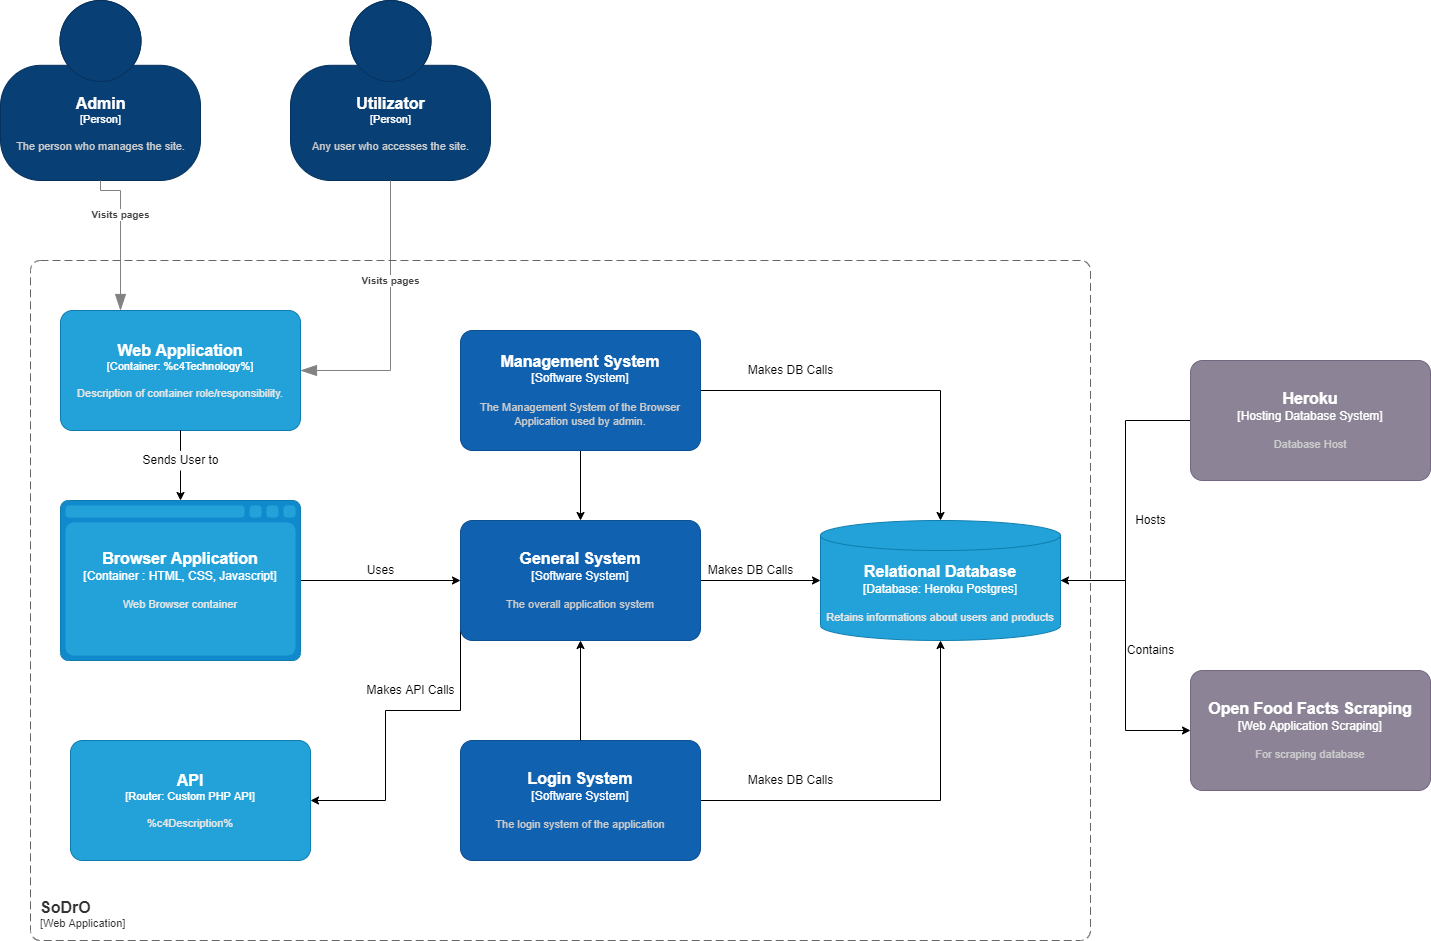 Admin
[Person]
The person who manages the site.
Utilizator
[Person]
Any user who accesses the site.
Visits pages
Visits pages
Web Application
[Container: %c4Technology%]
Description of container role/responsibility.
Sends User to
Browser Application
[Container : HTML, CSS, Javascript]
Web Browser container
Uses
Management System
[Software System]
The Management System of the Browser
Application used by admin.
Makes DB Calls
General System
[Software System]
The overall application system
Makes DB Calls
Makes API Calls
API
[Router: Custom PHP API]
%c4Description%
Login System
[Software System]
The login system of the application
Makes DB Calls
Relational Database
[Database: Heroku Postgres]
Retains informations about users and products
Heroku
[Hosting Database System]
Database Host
Hosts
Contains
Open Food Facts Scraping
[Web Application Scraping]
For scraping database
SoDrO
[Web Application]